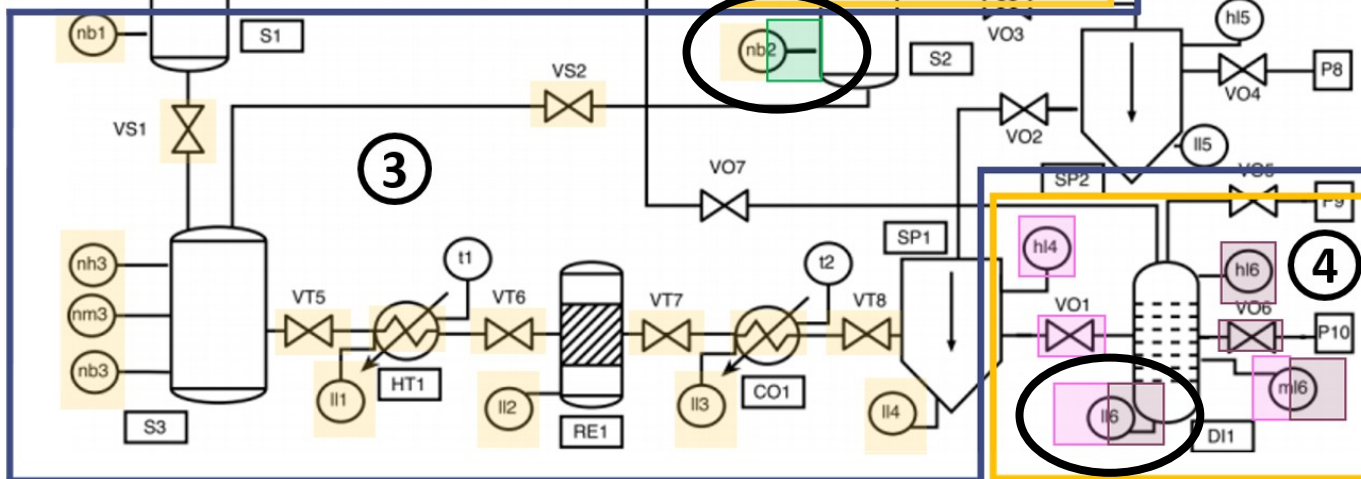 hl5
nb1
S1
nb2
S2
VO3
P8
VO4
VS2
VS1
VO2
ll5
3
VO7
SP2
VO5
P9
SP1
hl4
4
nh3
t1
t2
hl6
VT5
VT6
VT7
VT8
VO1
VO6
nm3
P10
nb3
HT1
CO1
ml6
ll1
ll2
ll3
ll4
ll6
S3
RE1
DI1